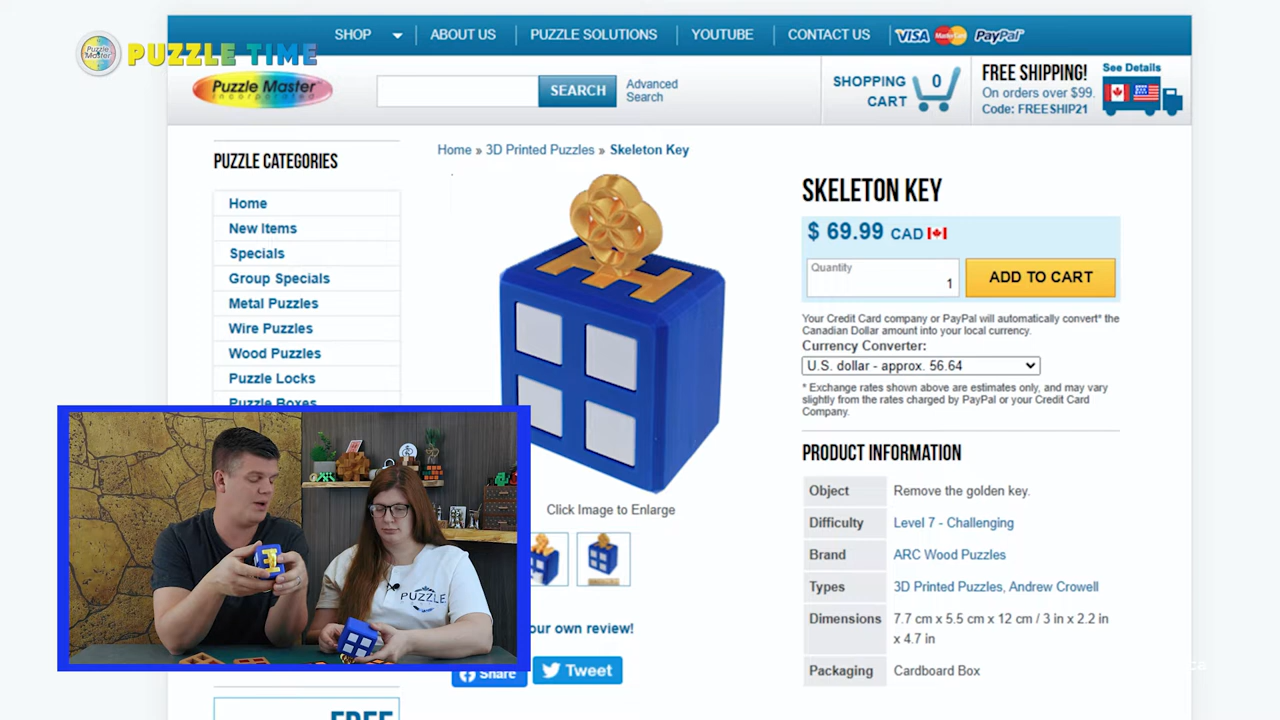 PUZZLE TIME
SHOP
ABOUT US
PUZZLE SOLUTIONS
YOUTUBE
CONTACT US
VISA
MasterCard
PayPal
Puzzle Master
incorporated
SEARCH
Advanced
Search
SHOPPING
CART
0
FREE SHIPPING!
On orders over $99.
Code: FREESHIP21
See Details
PUZZLE CATEGORIES
Home
New Items
Specials
Group Specials
Metal Puzzles
Wire Puzzles
Wood Puzzles
Puzzle Locks
Puzzle Boxes
Home » 3D Printed Puzzles » Skeleton Key
Click Image to Enlarge
our own review!
Share
Tweet
SKELETON KEY
$ 69.99 CAD
Quantity
1
ADD TO CART
Your Credit Card company or PayPal will automatically convert* the
Canadian Dollar amount into your local currency.
Currency Converter:
U.S. dollar - approx. 56.64
* Exchange rates shown above are estimates only, and may vary
slightly from the rates charged by PayPal or your Credit Card
Company.
PRODUCT INFORMATION
Object Remove the golden key.
Difficulty Level 7 - Challenging
Brand ARC Wood Puzzles
Types 3D Printed Puzzles, Andrew Crowell
Dimensions 7.7 cm x 5.5 cm x 12 cm / 3 in x 2.2 in
x 4.7 in
Packaging Cardboard Box
PUZZLE
FREE